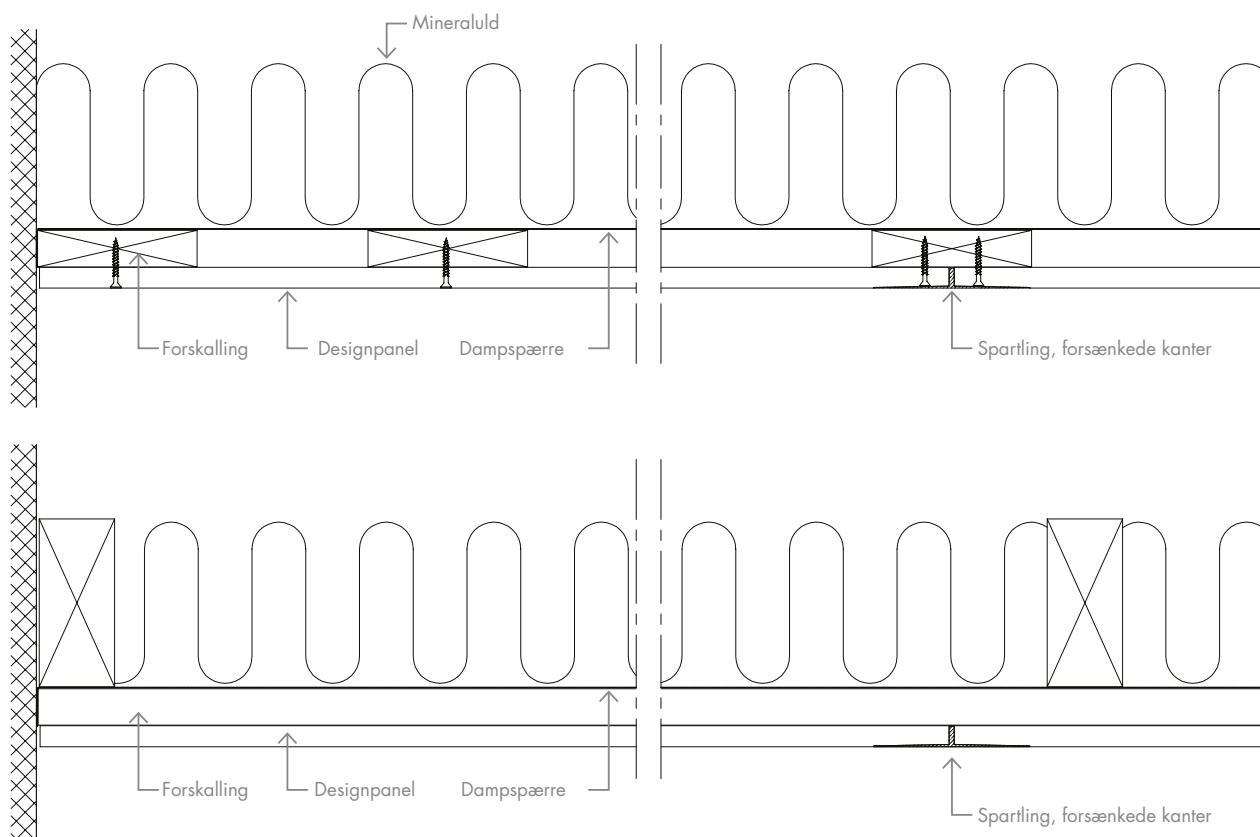 Mineraluld
Forskalling
Designpanel
Dampspærre
Spartling, forsænkede kanter
Forskalling
Designpanel
Dampspærre
Spartling, forsænkede kanter